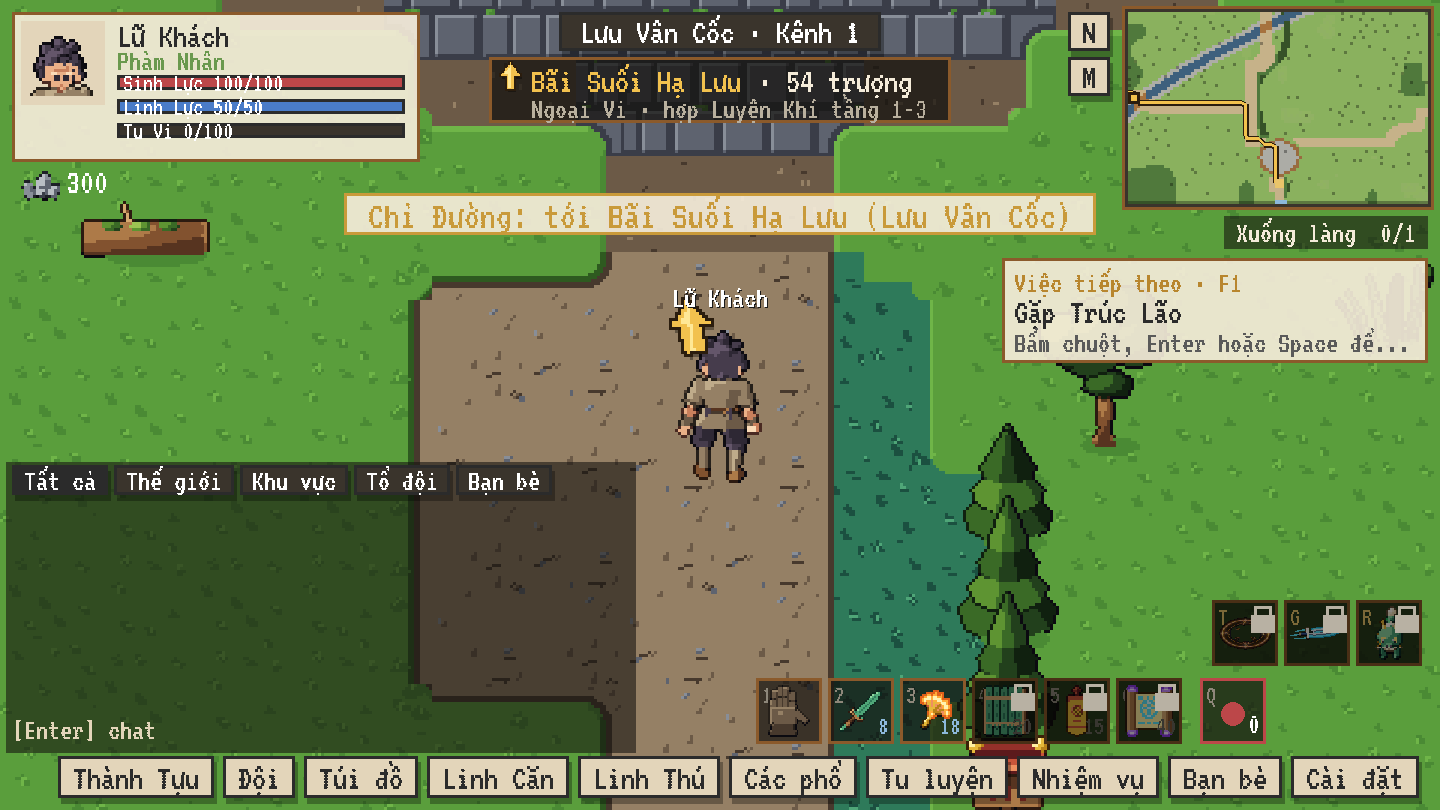 Lữ Khách
Phàm Nhân
Sinh Lực 100/100
Linh Lực 50/50
Tu Vi 0/100
300
Lưu Vân Cốc · Kênh 1
Bãi Suối Hạ Lưu · 54 trượng
Ngoại Vi · hợp Luyện Khí tầng 1-3
N
M
Chỉ Đường: tới Bãi Suối Hạ Lưu (Lưu Vân Cốc)
Xuống làng 0/1
Việc tiếp theo · F1
Gặp Trúc Lão
Bấm chuột, Enter hoặc Space để...
Lữ Khách
Tất cả Thế giới Khu vực Tổ đội Bạn bè
[Enter] chat
T G R
1 2 8 3 18 4 5 15 Q 0
Thành Tựu Đội Túi đồ Linh Căn Linh Thú Các phố Tu luyện Nhiệm vụ Bạn bè Cài đặt